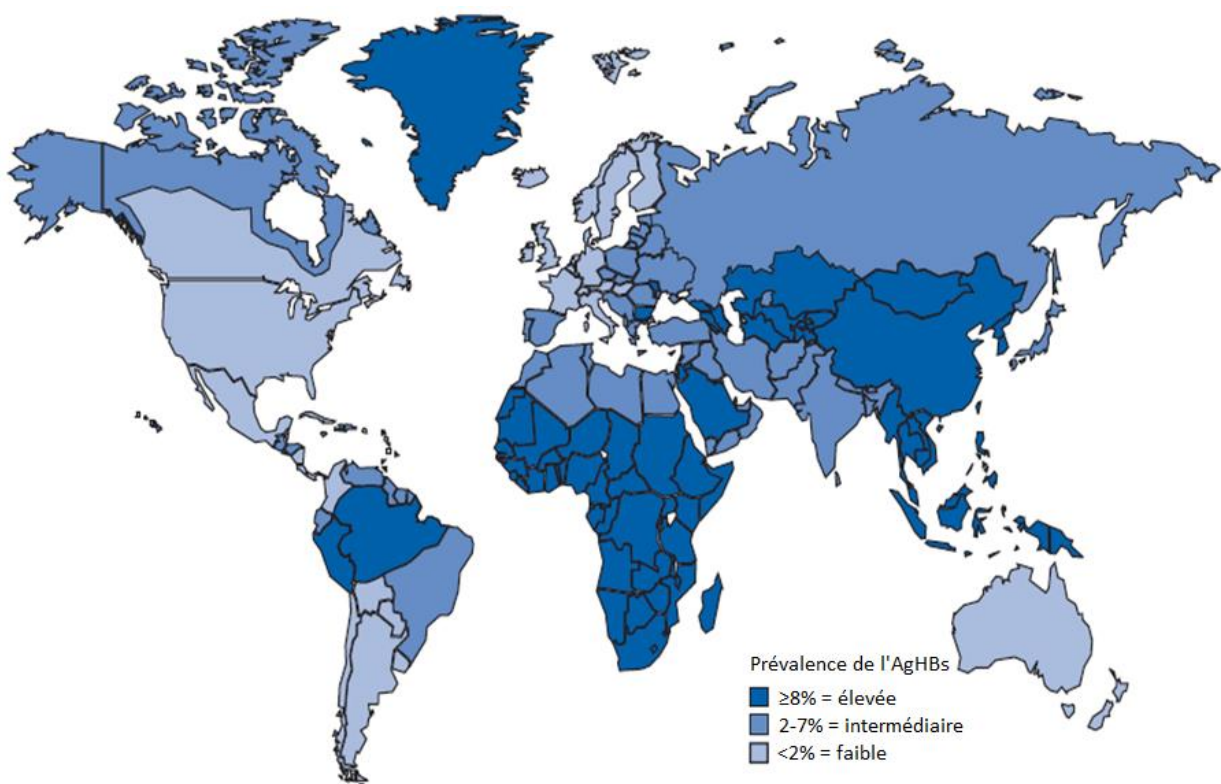 Prévalence de l'AgHBs
≥8% = élevée
2-7% = intermédiaire
<2% = faible